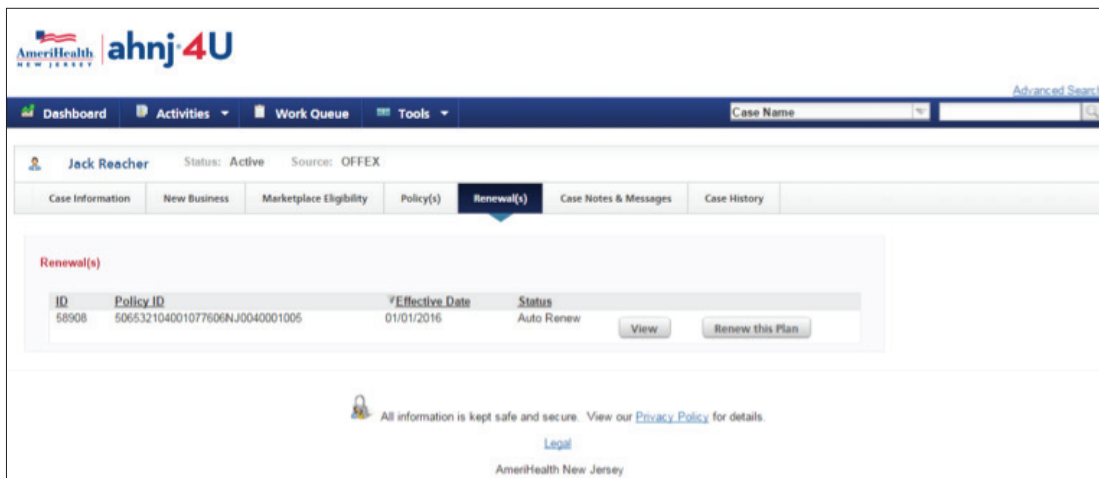 AmeriHealth
NEW JERSEY
ahnj·4U
Advanced Search
Dashboard Activities Work Queue Tools Case Name
Jack Reacher Status: Active Source: OFFEX
Case Information New Business Marketplace Eligibility Policy(s) Renewal(s) Case Notes & Messages Case History
Renewal(s)
ID Policy ID Effective Date Status
58908 506532104001077606NJ0040001005 01/01/2016 Auto Renew View Renew this Plan
All information is kept safe and secure. View our Privacy Policy for details.
Legal
AmeriHealth New Jersey